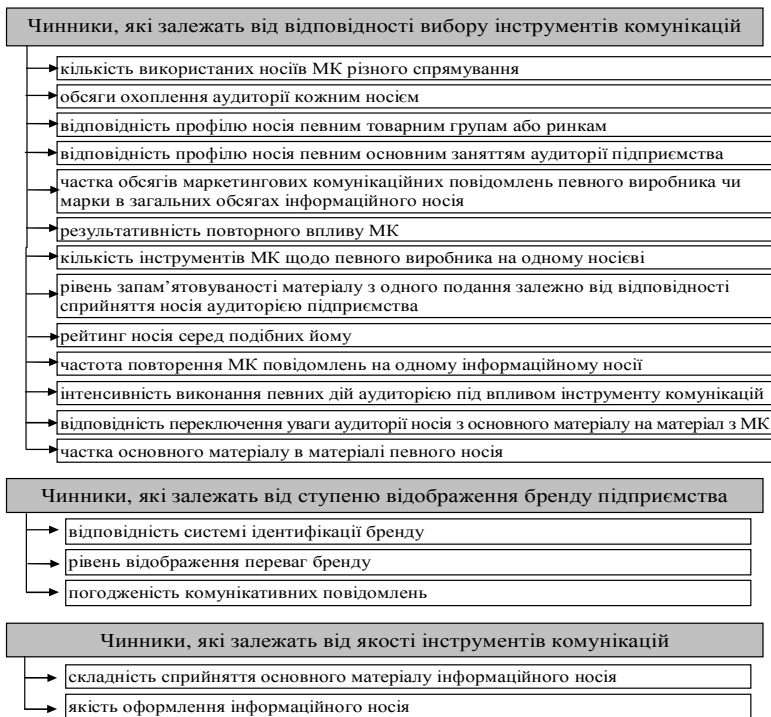 Чинники, які залежать від відповідності вибору інструментів комунікацій
кількість використаних носіїв МК різного спрямування
обсяги охоплення аудиторії кожним носієм
відповідність профілю носія певним товарним групам або ринкам
відповідність профілю носія певним основним заняттям аудиторії підприємства
частка обсягів маркетингових комунікаційних повідомлень певного виробника чи
марки в загальних обсягах інформаційного носія
результативність повторного впливу МК
кількість інструментів МК щодо певного виробника на одному носієві
рівень запам’ятовуваності матеріалу з одного подання залежно від відповідності
сприйняття носія аудиторією підприємства
рейтинг носія серед подібних йому
частота повторення МК повідомлень на одному інформаційному носії
інтенсивність виконання певних дій аудиторією під впливом інструменту комунікацій
відповідність переключення уваги аудиторії носія з основного матеріалу на матеріал з МК
частка основного матеріалу в матеріалі певного носія
Чинники, які залежать від ступеню відображення бренду підприємства
відповідність системі ідентифікації бренду
рівень відображення переваг бренду
погодженість комунікативних повідомлень
Чинники, які залежать від якості інструментів комунікацій
складність сприйняття основного матеріалу інформаційного носія
якість оформлення інформаційного носія